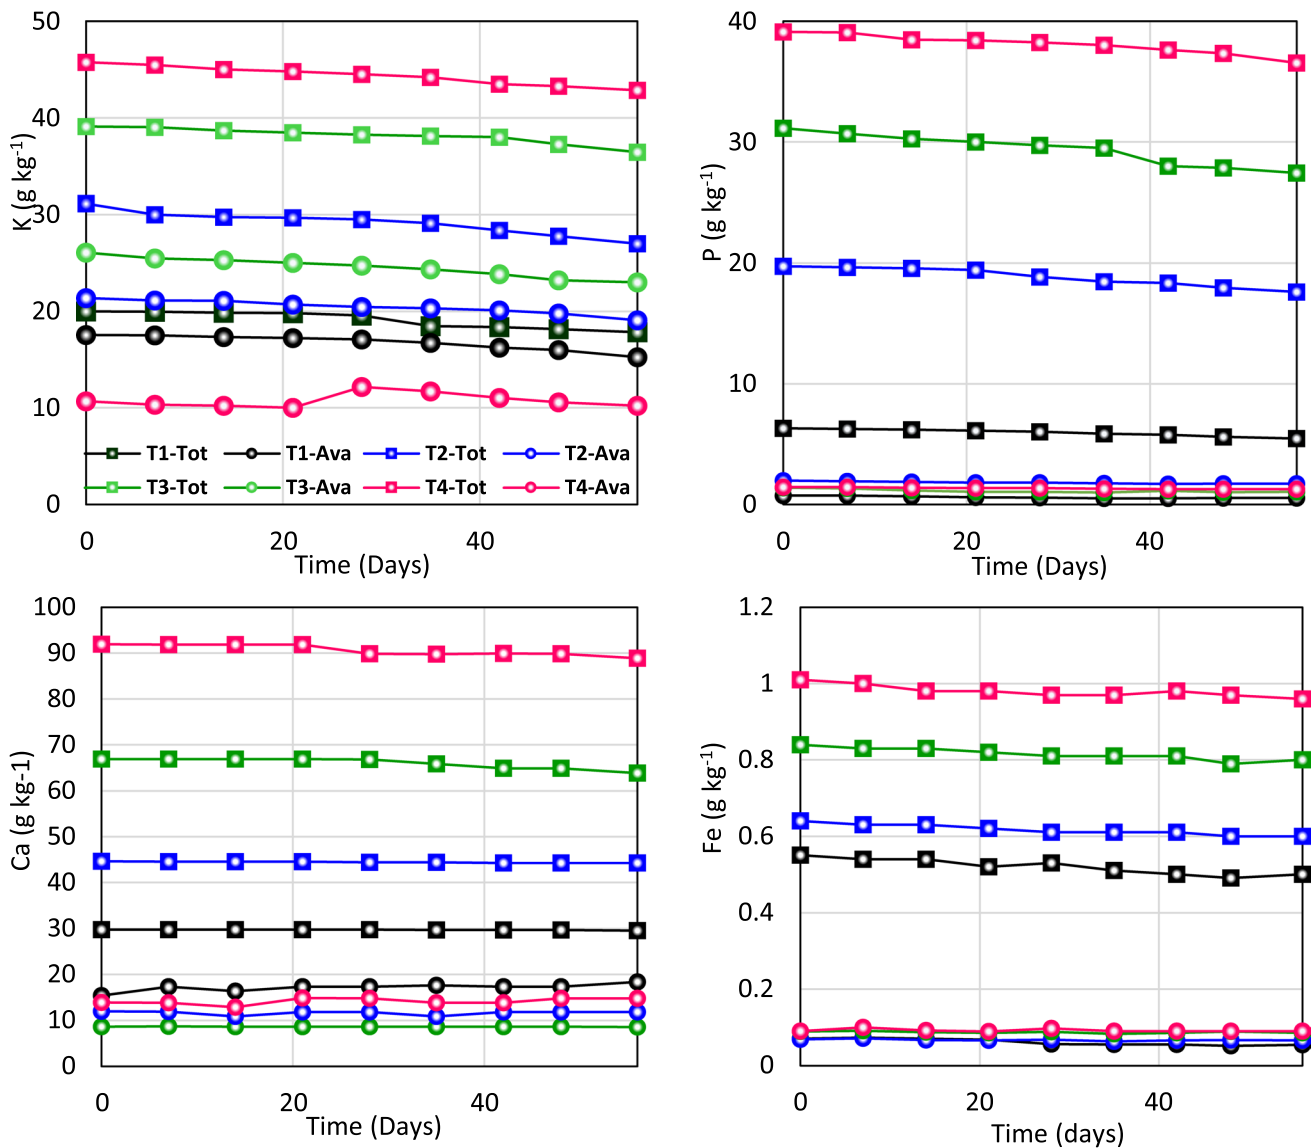 50
40
30
20
10
0
K (g kg-1)
T1-Tot T1-Ava T2-Tot T2-Ava
T3-Tot T3-Ava T4-Tot T4-Ava
0 20 40
Time (Days)
40
30
20
10
0
P (g kg-1)
0 20 40
Time (Days)
100
90
80
70
60
50
40
30
20
10
0
Ca (g kg-1)
0 20 40
Time (Days)
1.2
1
0.8
0.6
0.4
0.2
0
Fe (g kg-1)
0 20 40
Time (days)